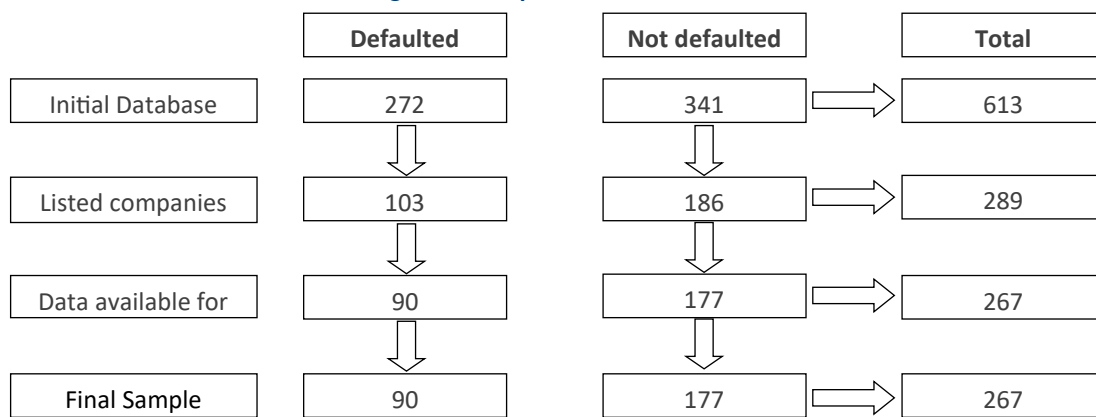 Defaulted Not defaulted Total
Initial Database 272 341 613
Listed companies 103 186 289
Data available for 90 177 267
Final Sample 90 177 267